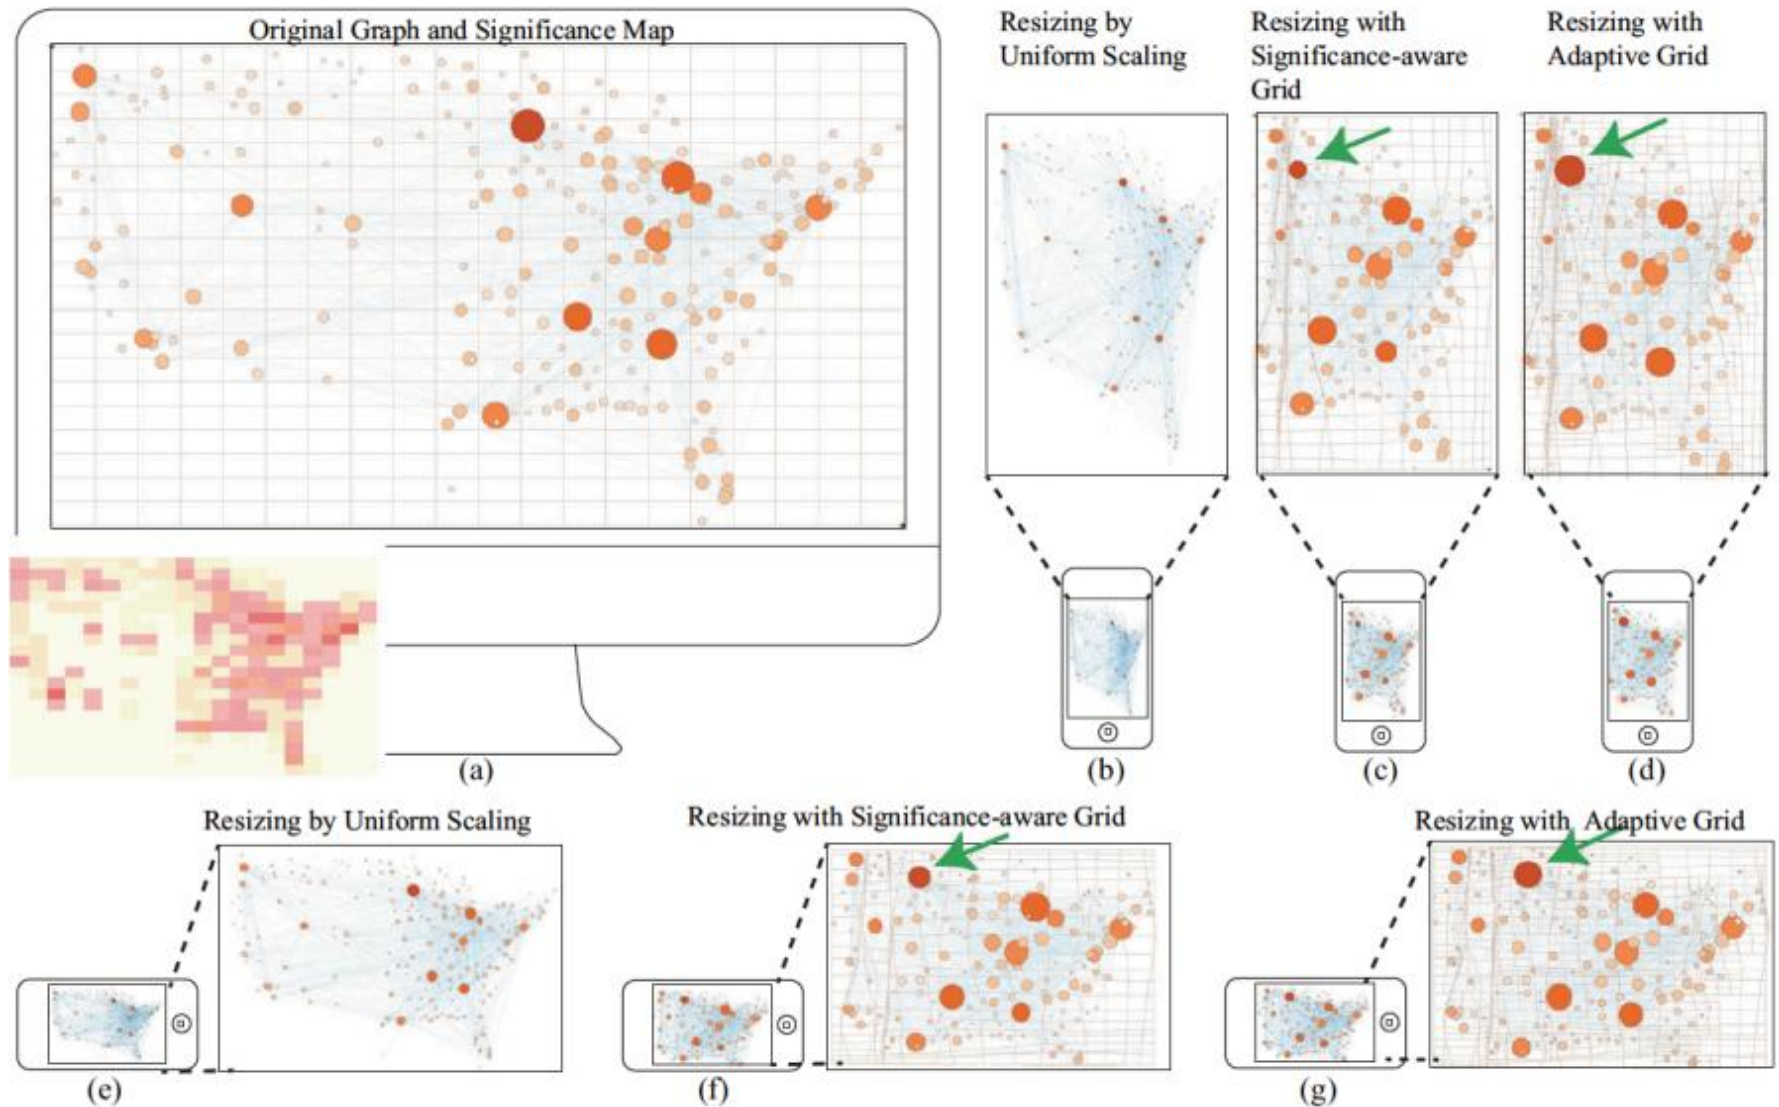 Original Graph and Significance Map
Resizing by
Uniform Scaling
Resizing with
Significance-aware
Grid
Resizing with
Adaptive Grid
(a)
(b)
(c)
(d)
Resizing by Uniform Scaling
Resizing with Significance-aware Grid
Resizing with Adaptive Grid
(e)
(f)
(g)